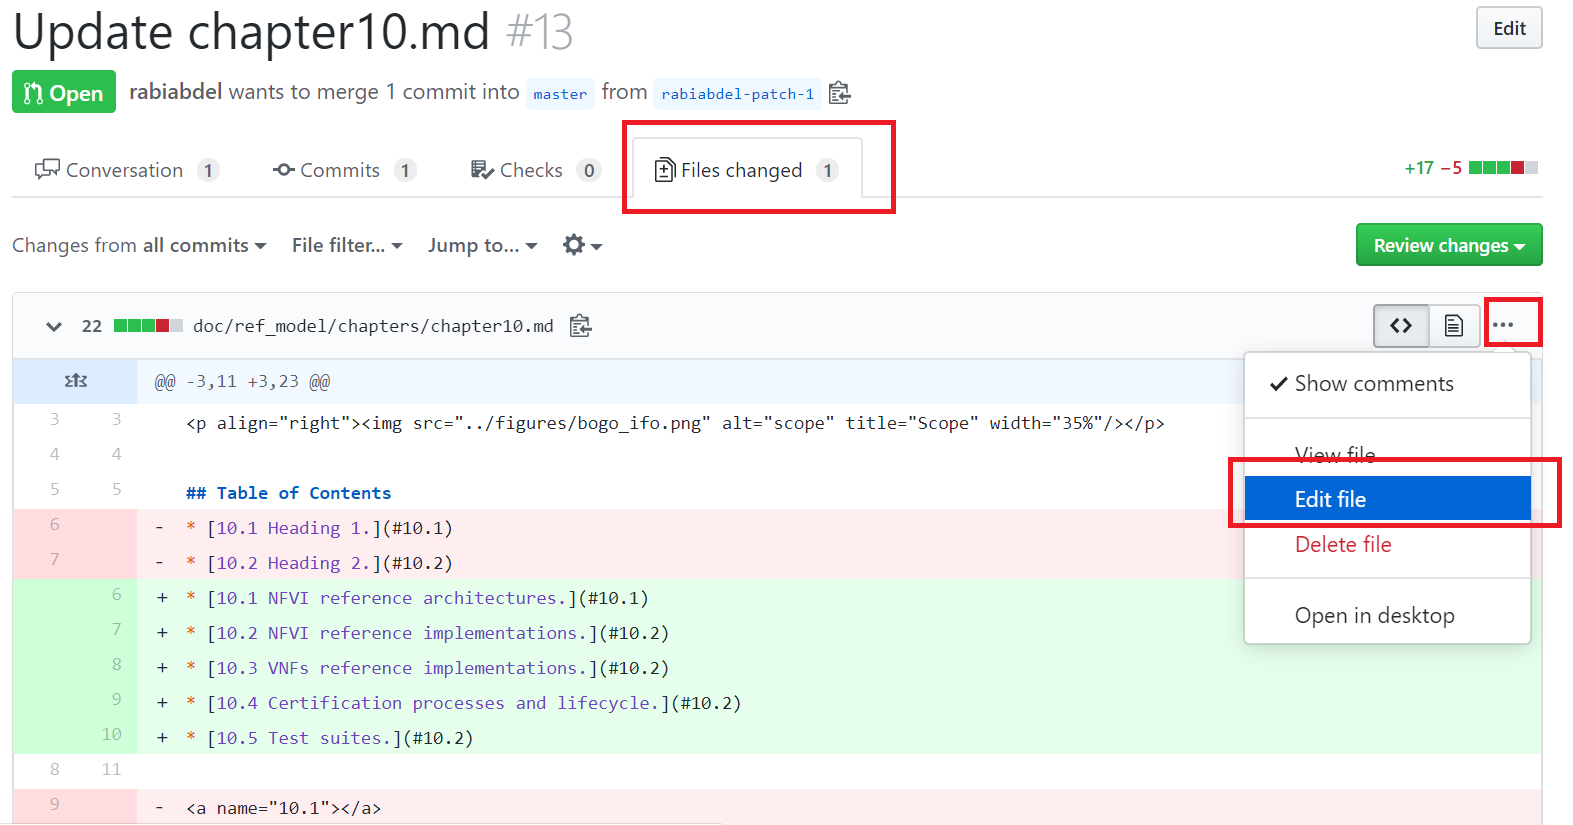 Update chapter10.md #13
Edit
Open rabiabdel wants to merge 1 commit into master from rabiabdel-patch-1
Conversation 1 Commits 1 Checks 0 Files changed 1
+17 −5
Changes from all commits File filter... Jump to...
Review changes
22 doc/ref_model/chapters/chapter10.md
@@ -3,11 +3,23 @@
3 3 <p align="right"><img src="../figures/bogo_ifo.png" alt="scope" title="Scope" width="35%"/></p>
4 4
5 5 ## Table of Contents
6 - * [10.1 Heading 1.](#10.1)
7 - * [10.2 Heading 2.](#10.2)
6 + * [10.1 NFVI reference architectures.](#10.1)
7 + * [10.2 NFVI reference implementations.](#10.2)
8 + * [10.3 VNFs reference implementations.](#10.2)
9 + * [10.4 Certification processes and lifecycle.](#10.2)
10 + * [10.5 Test suites.](#10.2)
8 11
9 - <a name="10.1"></a>
Show comments
View file
Edit file
Delete file
Open in desktop